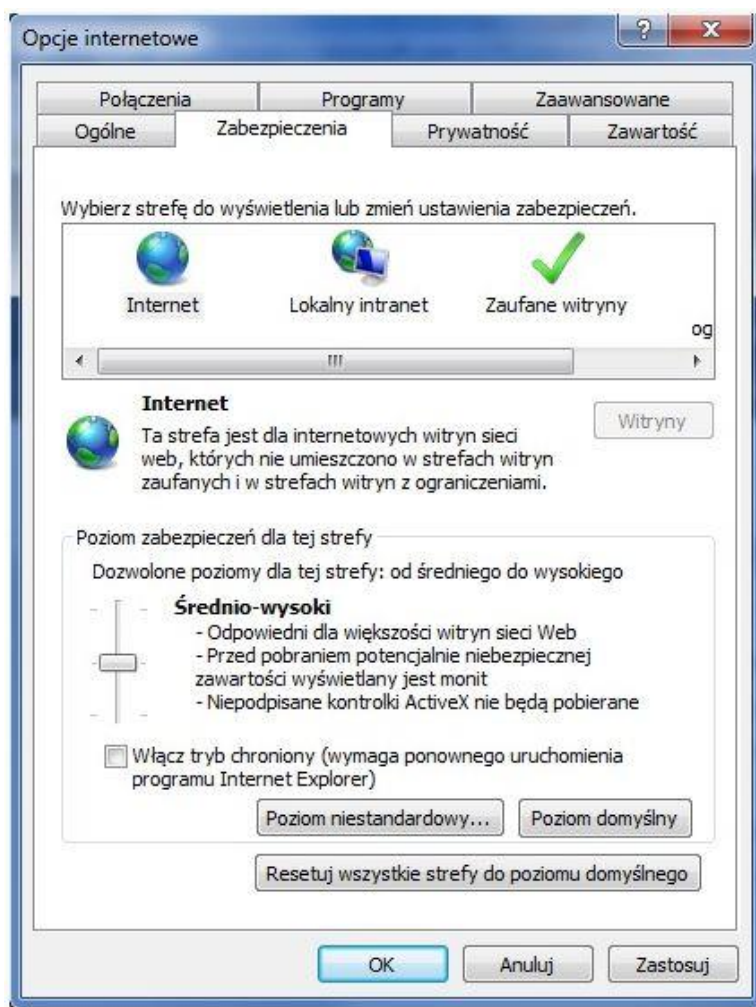 Opcje internetowe
Połączenia Programy Zaawansowane
Ogólne Zabezpieczenia Prywatność Zawartość
Wybierz strefę do wyświetlenia lub zmień ustawienia zabezpieczeń.
Internet Lokalny intranet Zaufane witryny
og
Internet
Witryny
Ta strefa jest dla internetowych witryn sieci
web, których nie umieszczono w strefach witryn
zaufanych i w strefach witryn z ograniczeniami.
Poziom zabezpieczeń dla tej strefy
Dozwolone poziomy dla tej strefy: od średniego do wysokiego
Średnio-wysoki
- Odpowiedni dla większości witryn sieci Web
- Przed pobraniem potencjalnie niebezpiecznej
zawartości wyświetlany jest monit
- Niepodpisane kontrolki ActiveX nie będą pobierane
Włącz tryb chroniony (wymaga ponownego uruchomienia
programu Internet Explorer)
Poziom niestandardowy... Poziom domyślny
Resetuj wszystkie strefy do poziomu domyślnego
OK Anuluj Zastosuj